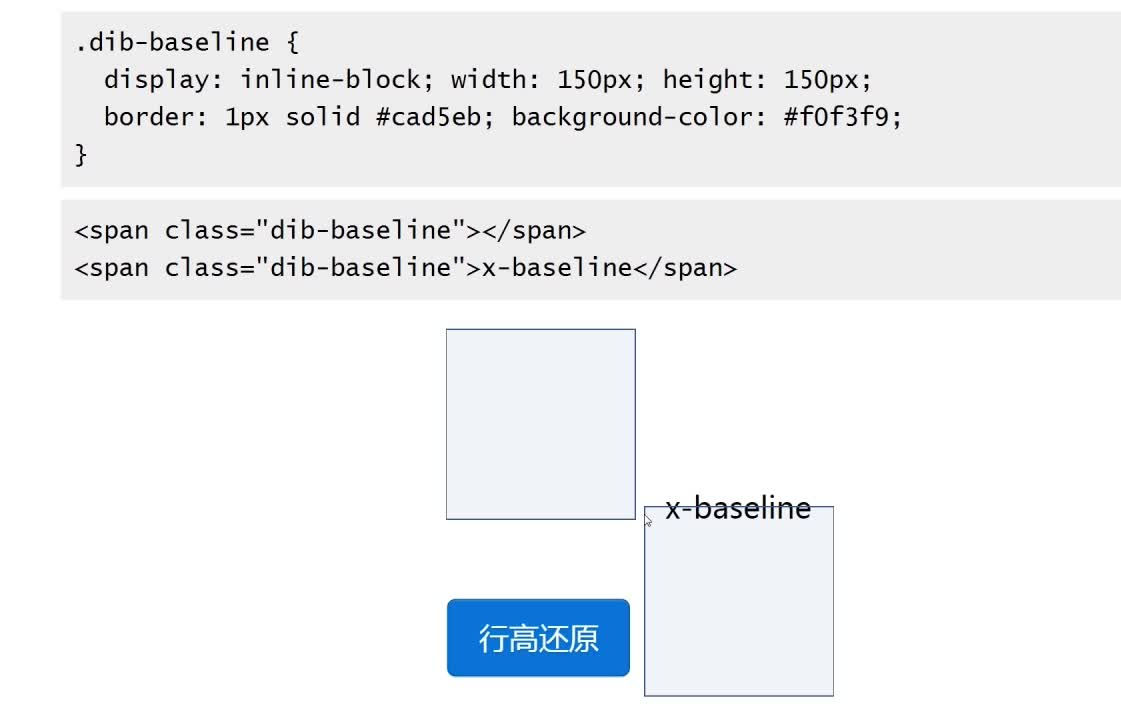 .dib-baseline {
  display: inline-block; width: 150px; height: 150px;
  border: 1px solid #cad5eb; background-color: #f0f3f9;
}
<span class="dib-baseline"></span>
<span class="dib-baseline">x-baseline</span>
x-baseline
行高还原